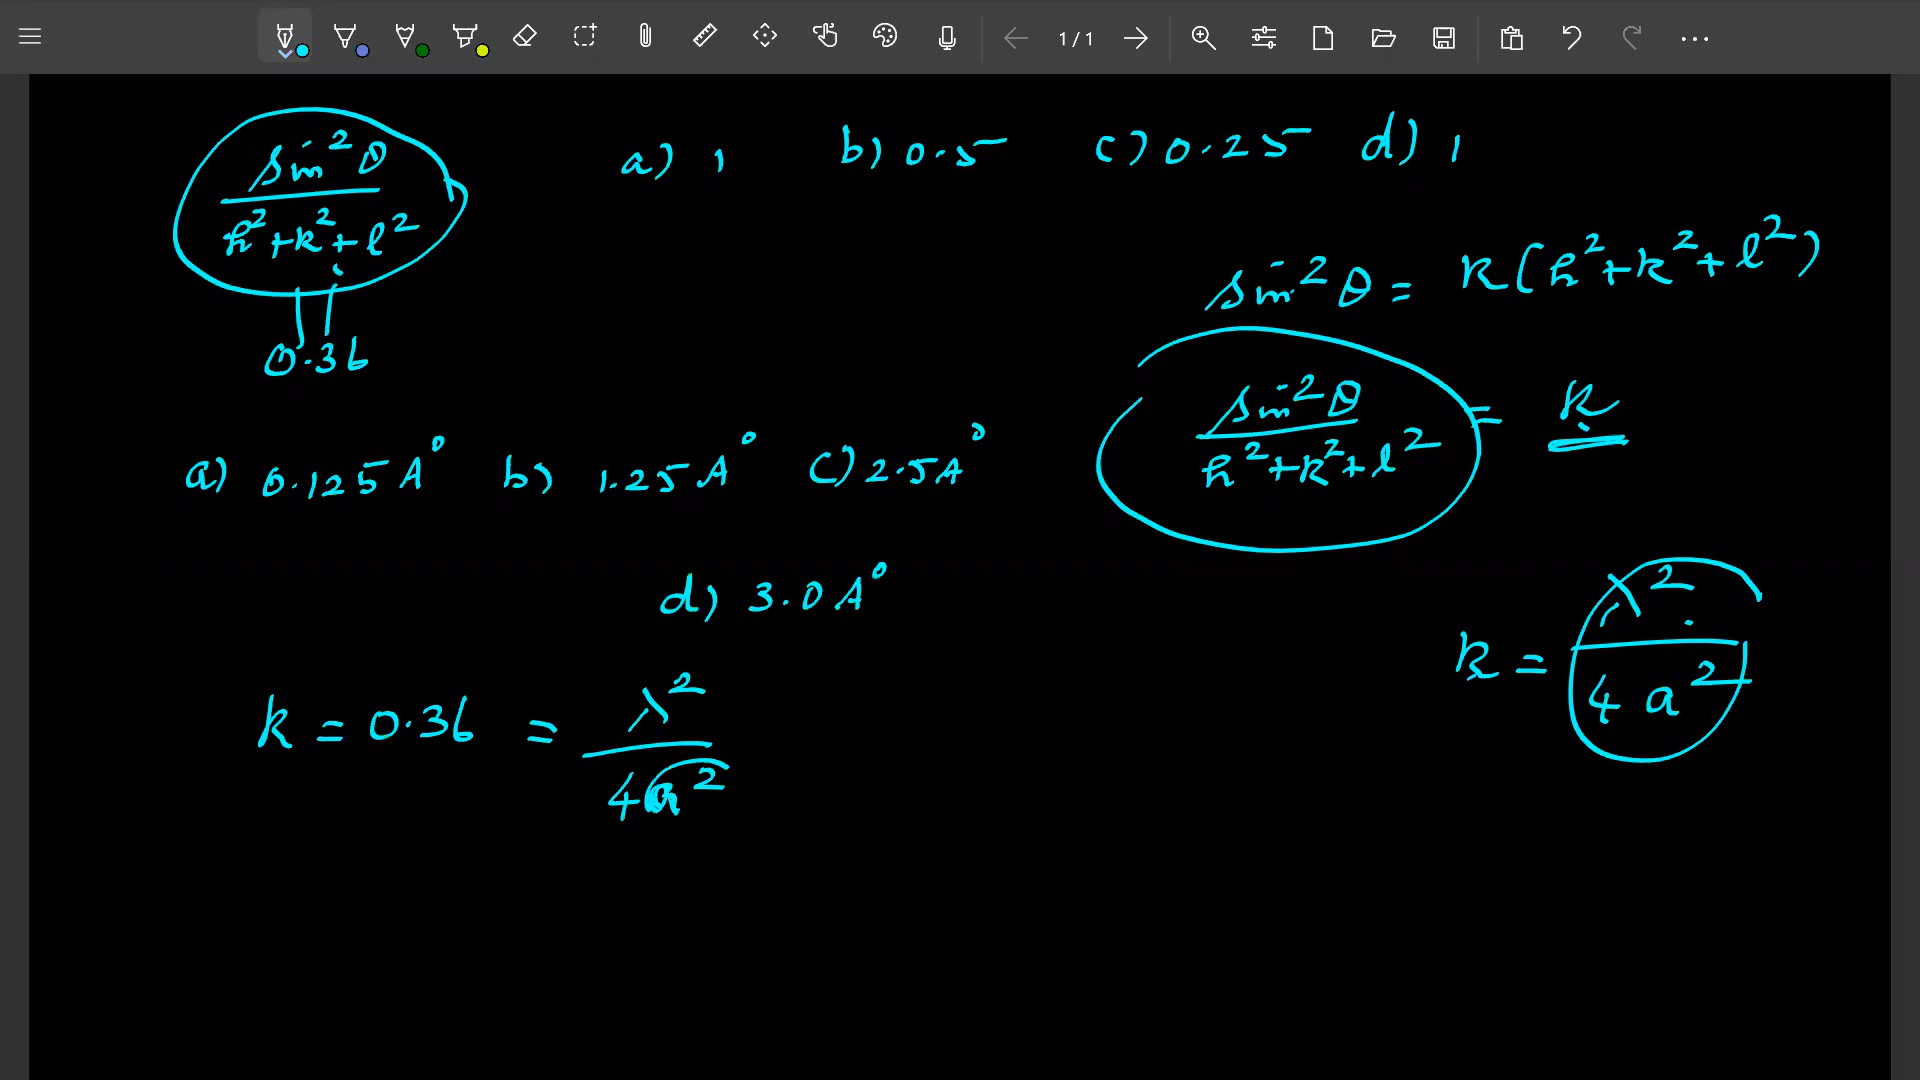 1 / 1
sin²θ / h²+k²+l²
a) 1 b) 0.5 c) 0.25 d) 1
sin²θ = k(h²+k²+l²)
0.36
sin²θ / h²+k²+l² = k
a) 0.125 A° b) 1.25 A° c) 2.5 A°
d) 3.0 A°
k = λ² / 4a²
k = 0.36 = λ² / 4a²